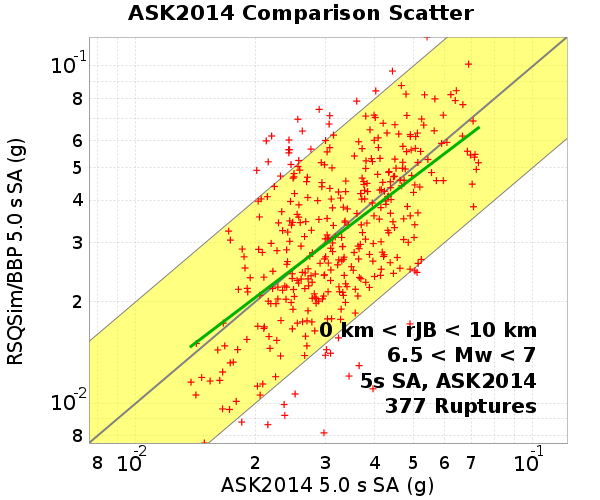 ASK2014 Comparison Scatter
RSQSim/BBP 5.0 s SA (g)
10-1
8
6
5
4
3
2
10-2
8
0 km < rJB < 10 km
6.5 < Mw < 7
5s SA, ASK2014
377 Ruptures
8 10-2 2 3 4 5 6 7 10-1
ASK2014 5.0 s SA (g)